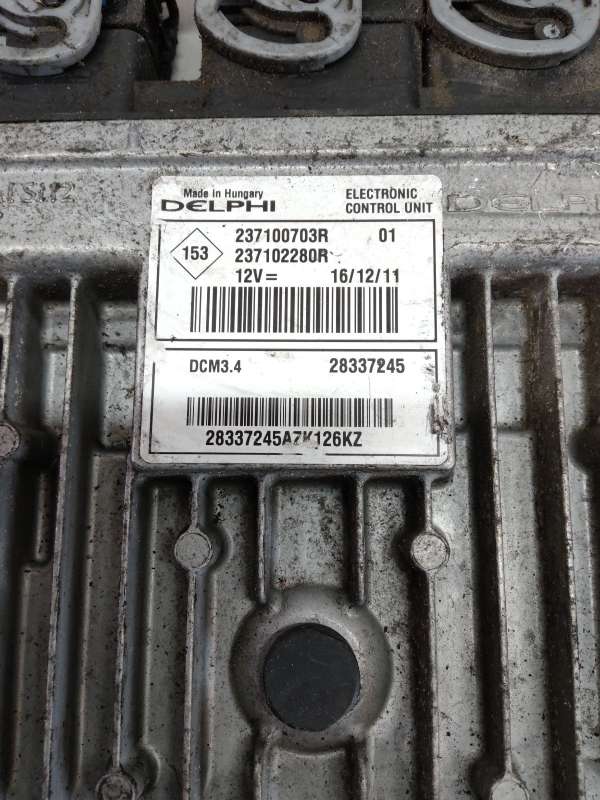 Made in Hungary
DELPHI
ELECTRONIC
CONTROL UNIT
153
237100703R 01
237102280R
12V= 16/12/11
DCM3.4 28337245
28337245AZK126KZ
DELPHI